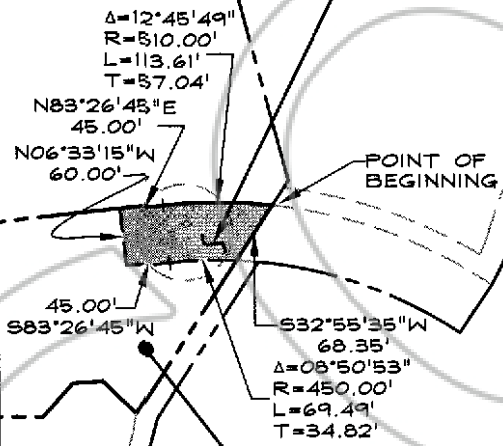 Δ=12°45'49"
R=510.00'
L=113.61'
T=57.04'
N83°26'45"E
45.00'
N06°33'15"W
60.00'
POINT OF
BEGINNING
45.00'
S83°26'45"W
S32°55'35"W
68.35'
Δ=08°50'53"
R=450.00'
L=69.49'
T=34.82'